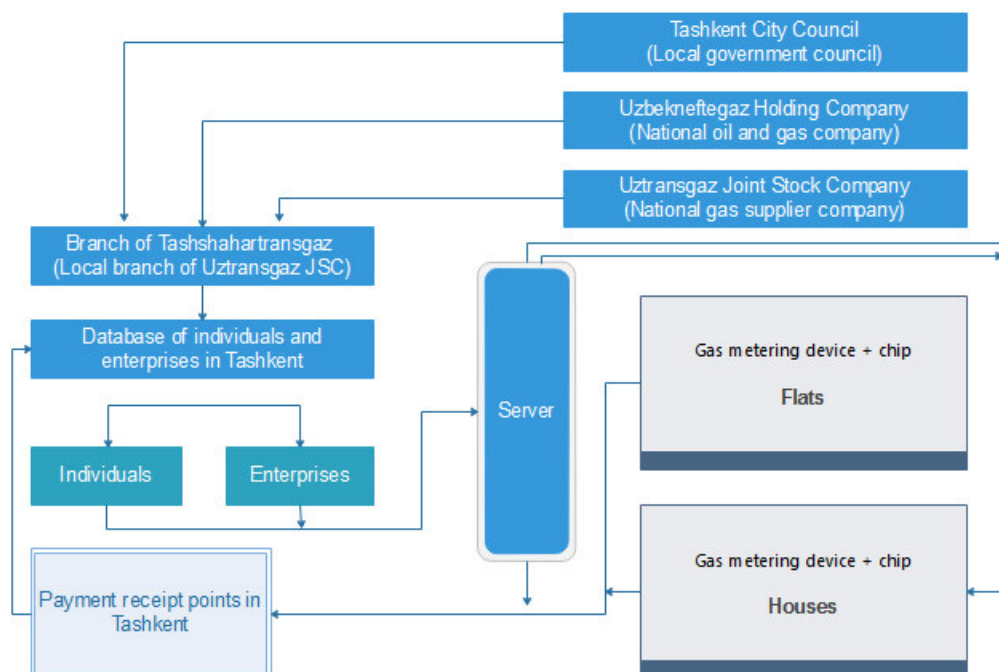 Tashkent City Council
(Local government council)
Uzbekneftegaz Holding Company
(National oil and gas company)
Uztransgaz Joint Stock Company
(National gas supplier company)
Branch of Tashshahartransgaz
(Local branch of Uztransgaz JSC)
Database of individuals and
enterprises in Tashkent
Individuals
Enterprises
Server
Gas metering device + chip
Flats
Gas metering device + chip
Houses
Payment receipt points in
Tashkent